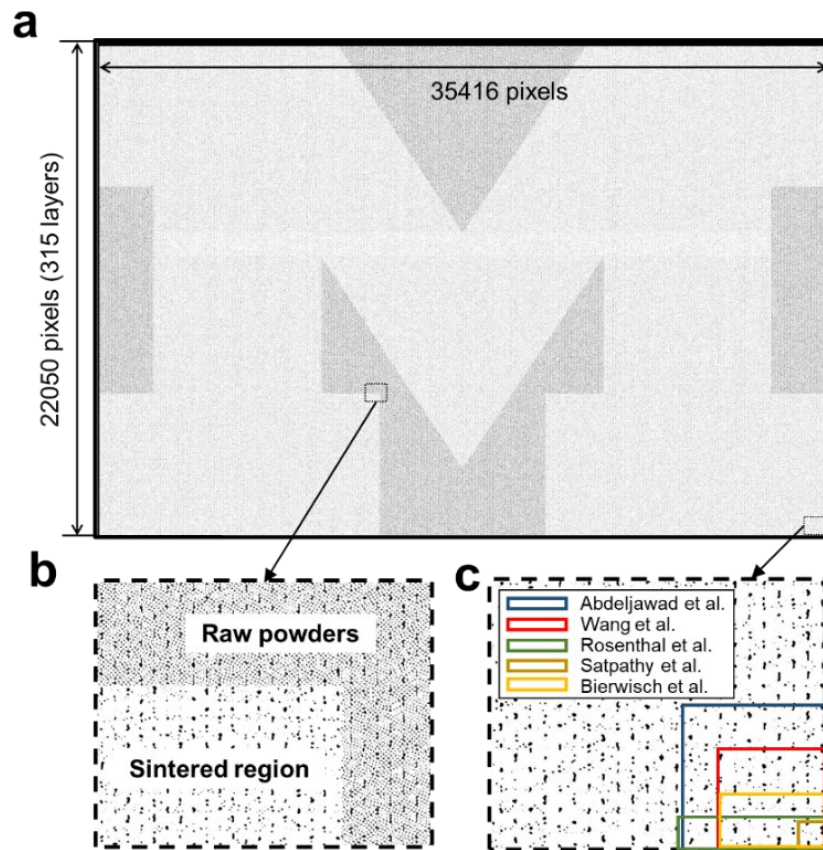 a
35416 pixels
22050 pixels (315 layers)
b
Raw powders
Sintered region
c
Abdeljawad et al.
Wang et al.
Rosenthal et al.
Satpathy et al.
Bierwisch et al.